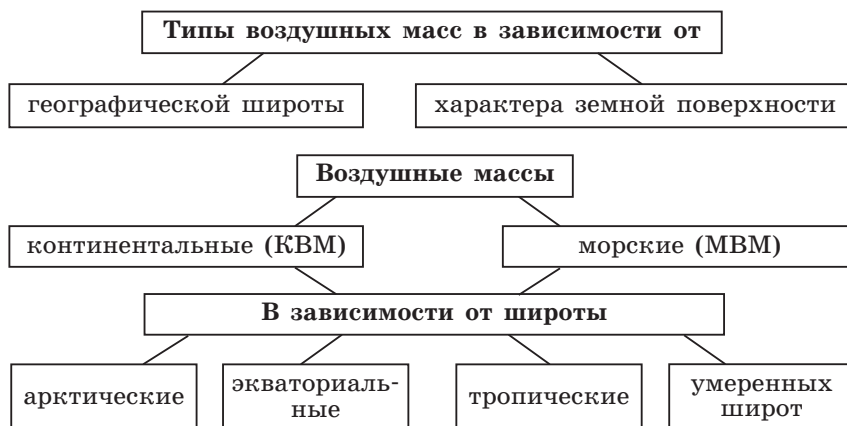 Типы воздушных масс в зависимости от
географической широты
характера земной поверхности
Воздушные массы
континентальные (КВМ)
морские (МВМ)
В зависимости от широты
арктические
экваториаль-
ные
тропические
умеренных
широт